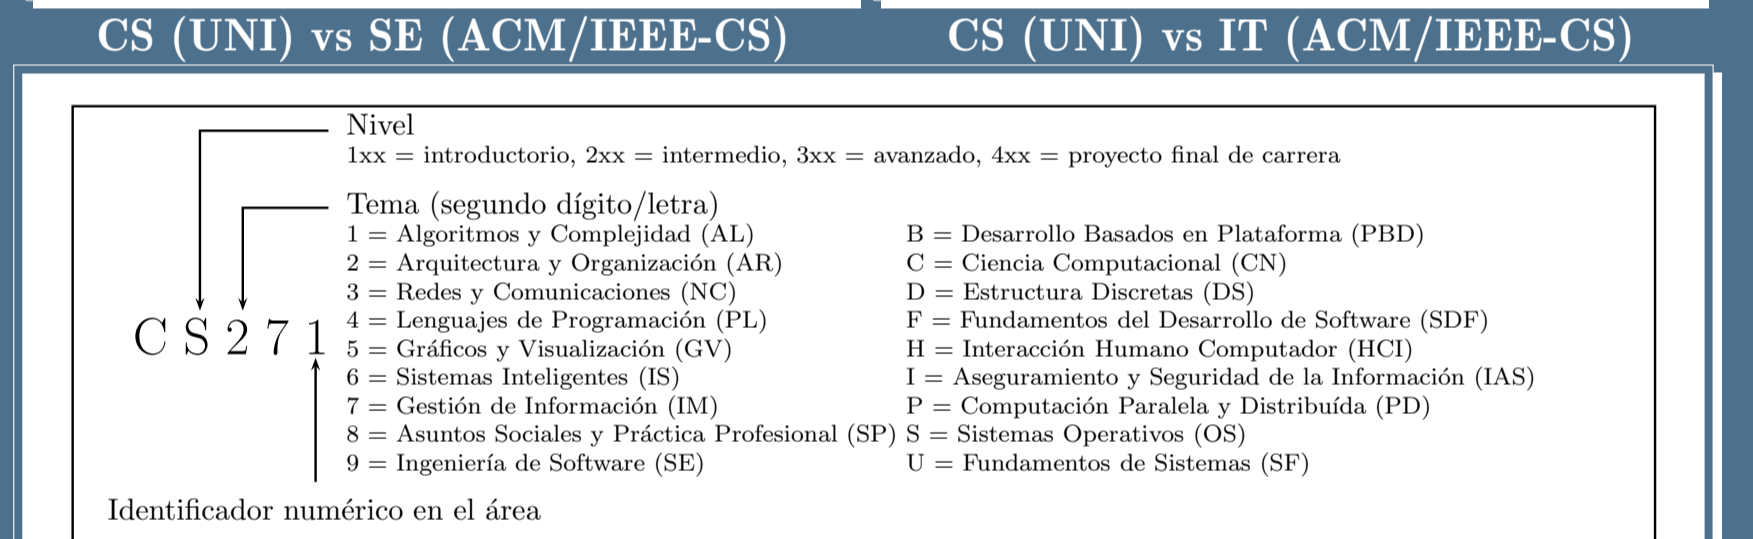 CS (UNI) vs SE (ACM/IEEE-CS)
CS (UNI) vs IT (ACM/IEEE-CS)
Nivel
1xx = introductorio, 2xx = intermedio, 3xx = avanzado, 4xx = proyecto final de carrera
Tema (segundo dígito/letra)
1 = Algoritmos y Complejidad (AL)
2 = Arquitectura y Organización (AR)
3 = Redes y Comunicaciones (NC)
4 = Lenguajes de Programación (PL)
5 = Gráficos y Visualización (GV)
6 = Sistemas Inteligentes (IS)
7 = Gestión de Información (IM)
8 = Asuntos Sociales y Práctica Profesional (SP)
9 = Ingeniería de Software (SE)
B = Desarrollo Basados en Plataforma (PBD)
C = Ciencia Computacional (CN)
D = Estructura Discretas (DS)
F = Fundamentos del Desarrollo de Software (SDF)
H = Interacción Humano Computador (HCI)
I = Aseguramiento y Seguridad de la Información (IAS)
P = Computación Paralela y Distribuída (PD)
S = Sistemas Operativos (OS)
U = Fundamentos de Sistemas (SF)
C S 2 7 1
Identificador numérico en el área